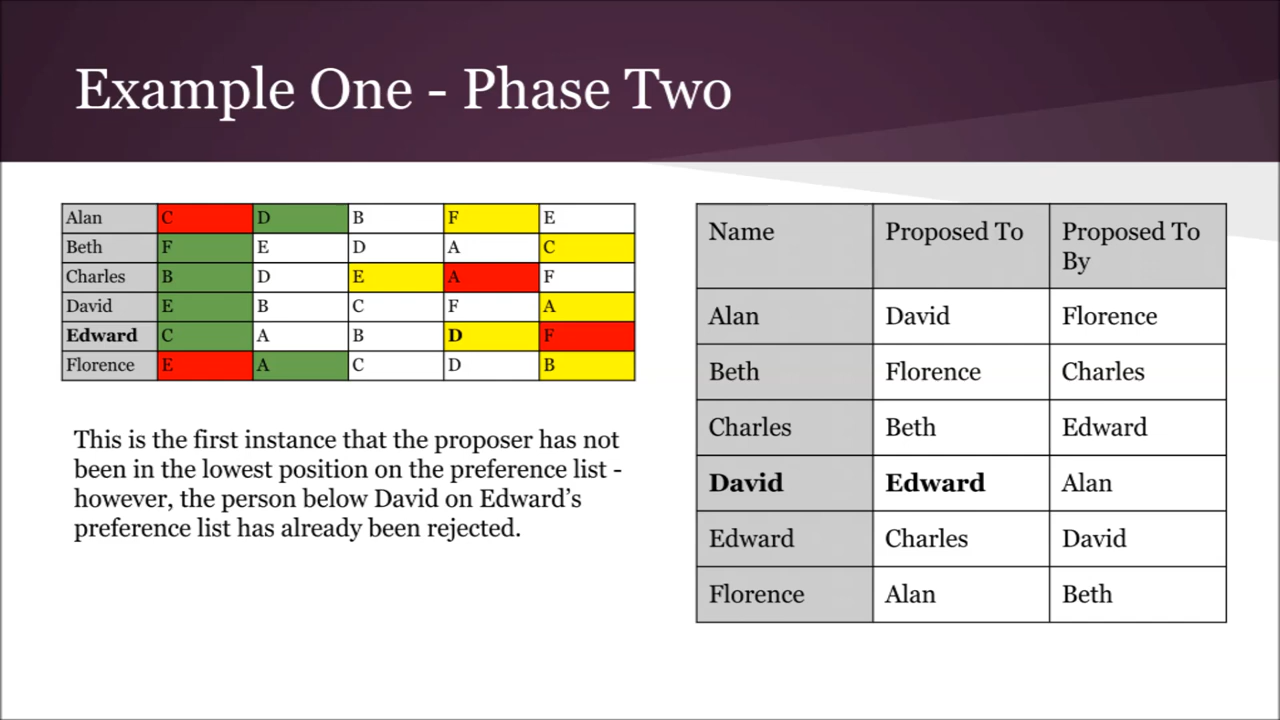 Example One - Phase Two
Alan C D B F E
Beth F E D A C
Charles B D E A F
David E B C F A
Edward C A B D F
Florence E A C D B
This is the first instance that the proposer has not
been in the lowest position on the preference list -
however, the person below David on Edward's
preference list has already been rejected.
Name Proposed To Proposed To
By
Alan David Florence
Beth Florence Charles
Charles Beth Edward
David Edward Alan
Edward Charles David
Florence Alan Beth